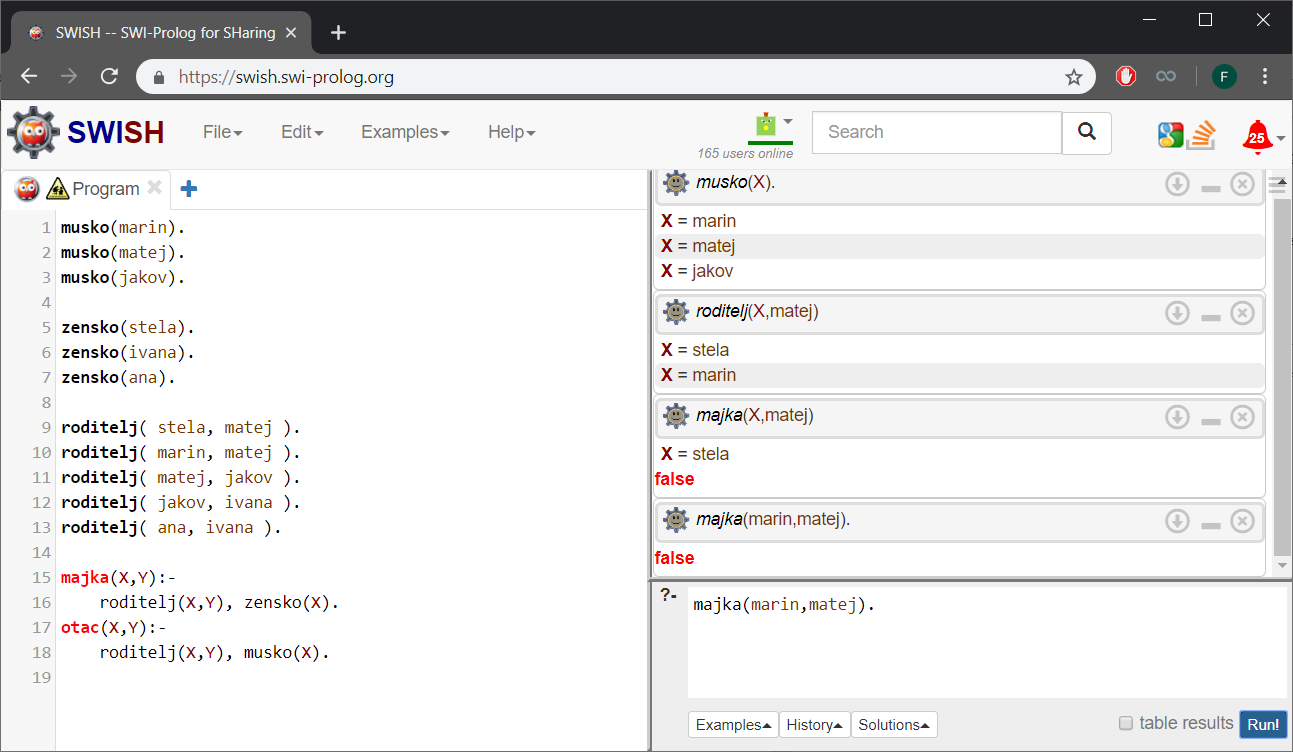 SWISH -- SWI-Prolog for SHaring
https://swish.swi-prolog.org
F
SWISH
File
Edit
Examples
Help
165 users online
Search
25
Program
1 musko(marin).
2 musko(matej).
3 musko(jakov).
4
5 zensko(stela).
6 zensko(ivana).
7 zensko(ana).
8
9 roditelj( stela, matej ).
10 roditelj( marin, matej ).
11 roditelj( matej, jakov ).
12 roditelj( jakov, ivana ).
13 roditelj( ana, ivana ).
14
15 majka(X,Y):-
16 roditelj(X,Y), zensko(X).
17 otac(X,Y):-
18 roditelj(X,Y), musko(X).
19
musko(X).
X = marin
X = matej
X = jakov
roditelj(X,matej)
X = stela
X = marin
majka(X,matej)
X = stela
false
majka(marin,matej).
false
?- majka(marin,matej).
Examples
History
Solutions
table results
Run!